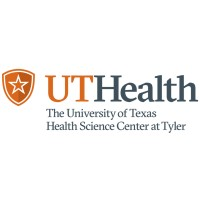 UTHealth
The University of Texas
Health Science Center at Tyler